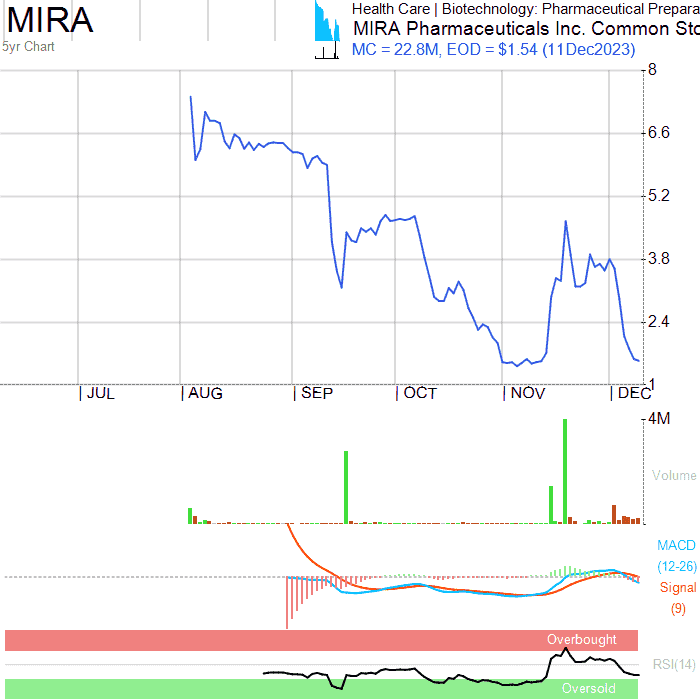 MIRA
Health Care | Biotechnology: Pharmaceutical Prepara
MIRA Pharmaceuticals Inc. Common Sto
5yr Chart
MC = 22.8M, EOD = $1.54 (11Dec2023)
8
6.6
5.2
3.8
2.4
1
| JUL
| AUG
| SEP
| OCT
| NOV
| DEC
4M
Volume
MACD
(12-26)
Signal
(9)
Overbought
RSI(14)
Oversold